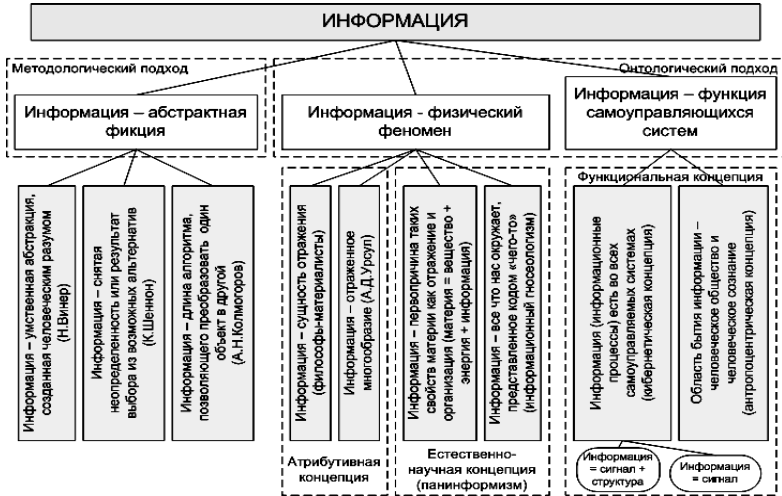 ИНФОРМАЦИЯ
Методологический подход
Онтологический подход
Информация – абстрактная
фикция
Информация - физический
феномен
Информация – функция
самоуправляющихся
систем
Информация – умственная абстракция,
созданная человеческим разумом
(Н.Винер)
Информация – снятая
неопределенность или результат
выбора из возможных альтернатив
(К.Шеннон)
Информация – длина алгоритма,
позволяющего преобразовать один
объект в другой
(А.Н.Колмогоров)
Информация – сущность отражения
(философы-материалисты)
Информация – отраженное
многообразие (А.Д.Урсул)
Информация – первопричина таких
свойств материи как отражение и
организация (материя = вещество +
энергия + информация)
Информация – все что нас окружает,
представленное кодом «чего-то»
(информационный гносеологизм)
Функциональная концепция
Информация (информационные
процессы) есть во всех
самоуправляемых системах
(кибернетическая концепция)
Область бытия информации –
человеческое общество и
человеческое сознание
(антропоцентрическая концепция)
Атрибутивная
концепция
Естественно-
научная концепция
(панинформизм)
Информация
= сигнал +
структура
Информация
= сигнал